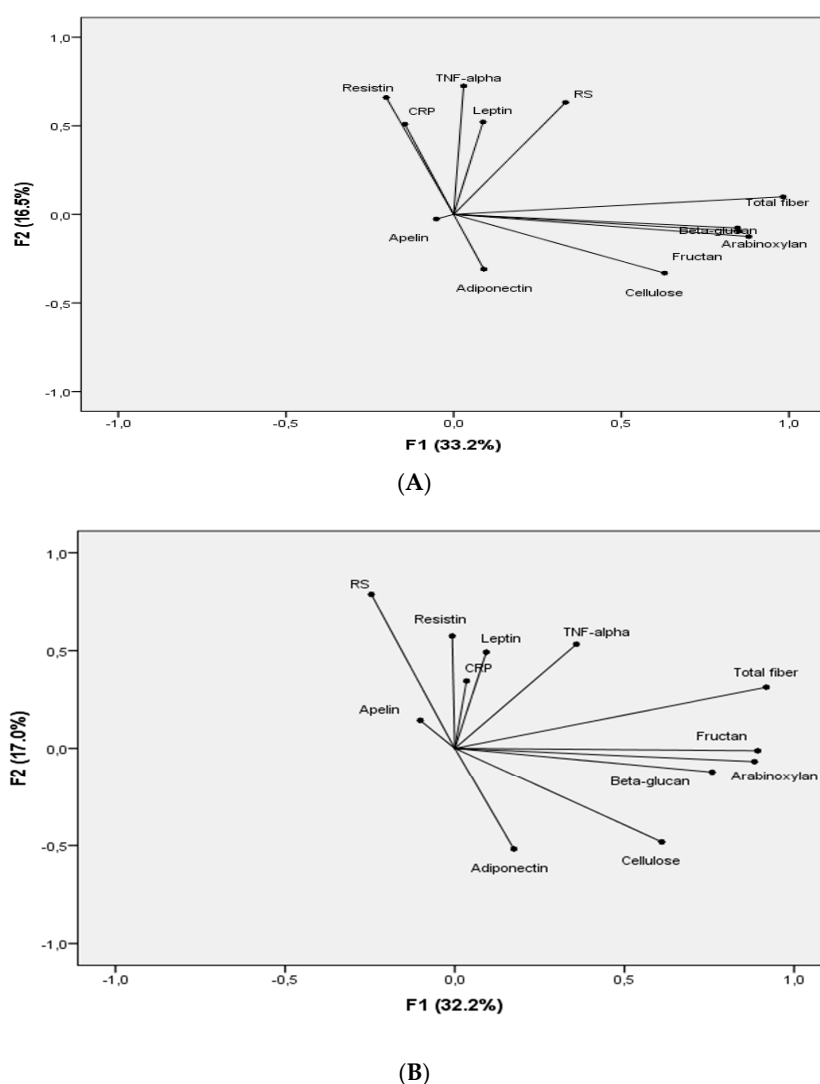 1,0
TNF-alpha
Resistin
RS
CRP
Leptin
0,5
F2 (16.5%)
0,0
Total fiber
Beta-glucan
Apelin
Arabinoxylan
Fructan
Adiponectin
Cellulose
-0,5
-1,0
-1,0 -0,5 0,0 0,5 1,0
F1 (33.2%)
(A)
1,0
RS
Resistin
TNF-alpha
Leptin
0,5
CRP
Total fiber
Apelin
F2 (17.0%)
Fructan
0,0
Arabinoxylan
Beta-glucan
-0,5
Cellulose
Adiponectin
-1,0
-1,0 -0,5 0,0 0,5 1,0
F1 (32.2%)
(B)